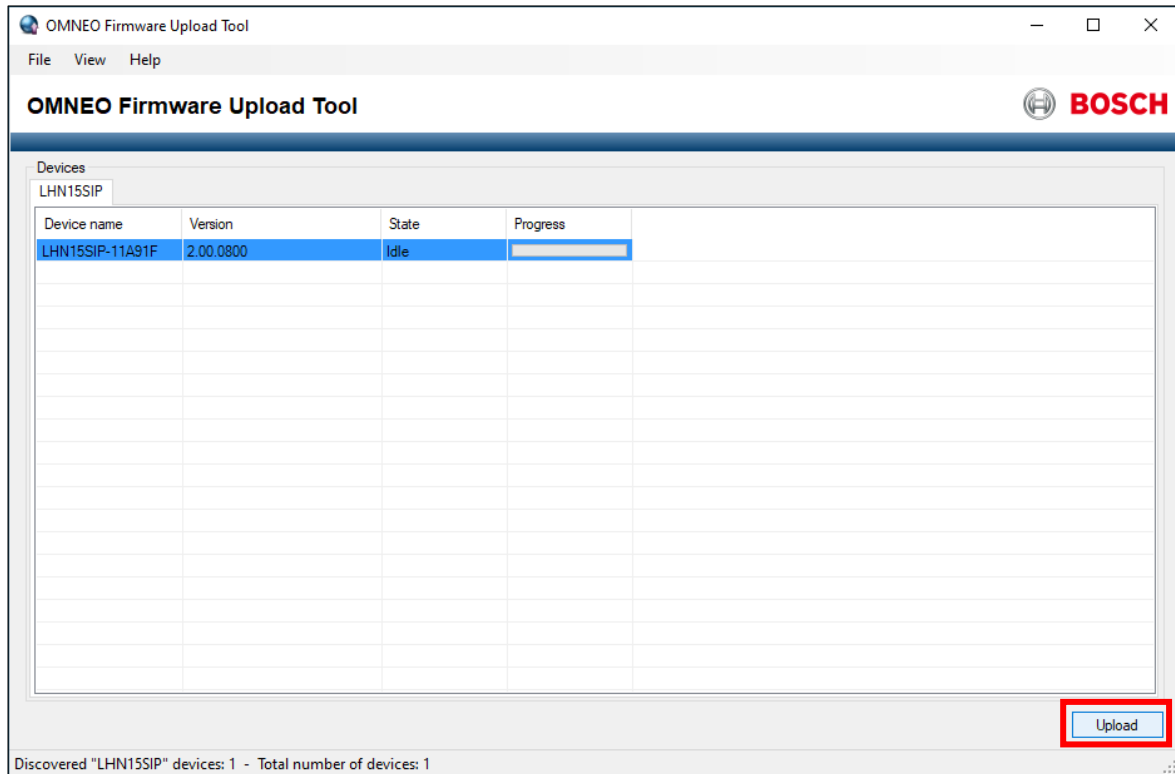 OMNEO Firmware Upload Tool
File View Help
OMNEO Firmware Upload Tool
BOSCH
Devices
LHN15SIP
Device name Version State Progress
LHN15SIP-11A91F 2.00.0800 Idle
Upload
Discovered "LHN15SIP" devices: 1 - Total number of devices: 1